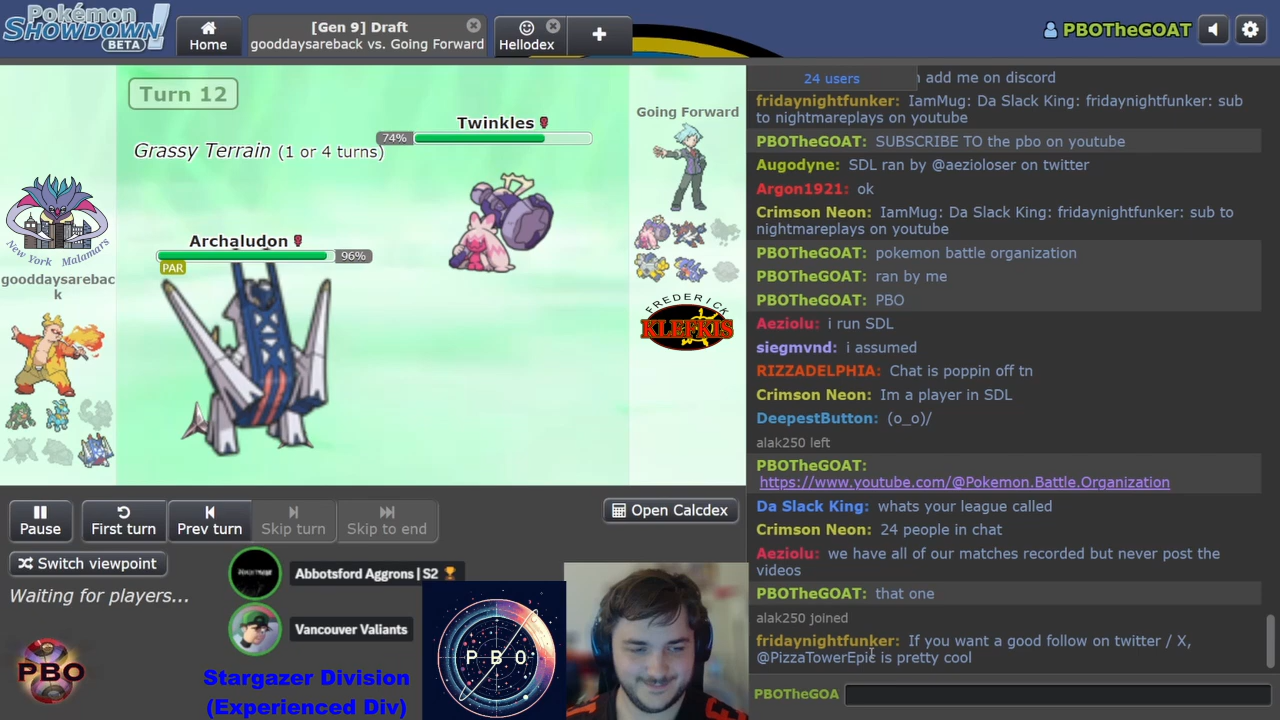 Pokémon
SHOWDOWN!
BETA
Home
[Gen 9] Draft
gooddaysareback vs. Going Forward
Hellodex
PBOTheGOAT
Turn 12
Grassy Terrain (1 or 4 turns)
74%
Twinkles
Archaludon
96%
PAR
NEW YORK MALAMARS
gooddaysarebac
k
Going Forward
FREDERICK
KLEFKIS
24 users
add me on discord
fridaynightfunker: IamMug: Da Slack King: fridaynightfunker: sub
to nightmareplays on youtube
PBOTheGOAT: SUBSCRIBE TO the pbo on youtube
Augodyne: SDL ran by @aezioloser on twitter
Argon1921: ok
Crimson Neon: IamMug: Da Slack King: fridaynightfunker: sub to
nightmareplays on youtube
PBOTheGOAT: pokemon battle organization
PBOTheGOAT: ran by me
PBOTheGOAT: PBO
Aeziolu: i run SDL
siegmvnd: i assumed
RIZZADELPHIA: Chat is poppin off tn
Crimson Neon: Im a player in SDL
DeepestButton: (o_o)/
alak250 left
PBOTheGOAT:
https://www.youtube.com/@Pokemon.Battle.Organization
Da Slack King: whats your league called
Crimson Neon: 24 people in chat
Aeziolu: we have all of our matches recorded but never post the
videos
PBOTheGOAT: that one
alak250 joined
fridaynightfunker: If you want a good follow on twitter / X,
@PizzaTowerEpic is pretty cool
PBOTheGOA
Pause
First turn
Prev turn
Skip turn
Skip to end
Open Calcdex
Switch viewpoint
Waiting for players...
Abbotsford Aggrons | S2
Vancouver Valiants
Stargazer Division
(Experienced Div)
PBO
P B O